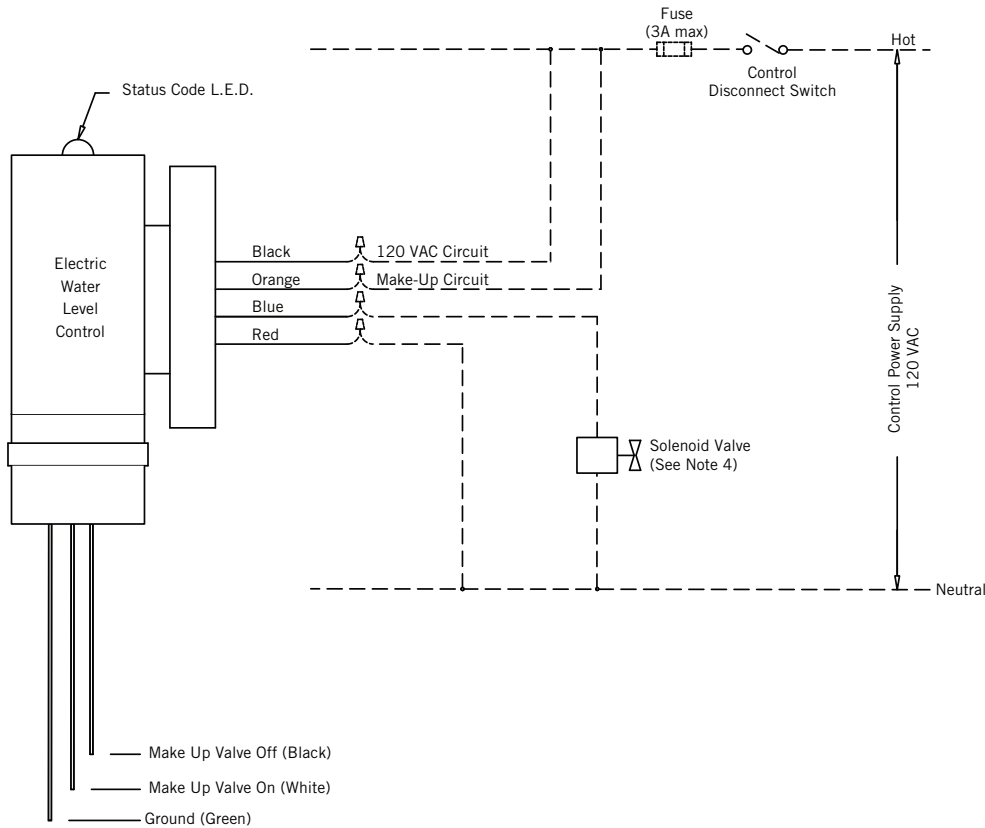 Fuse
(3A max)
Hot
Control
Disconnect Switch
Status Code L.E.D.
Electric
Water
Level
Control
Black
120 VAC Circuit
Orange
Make-Up Circuit
Blue
Red
Control Power Supply
120 VAC
Solenoid Valve
(See Note 4)
Neutral
Make Up Valve Off (Black)
Make Up Valve On (White)
Ground (Green)